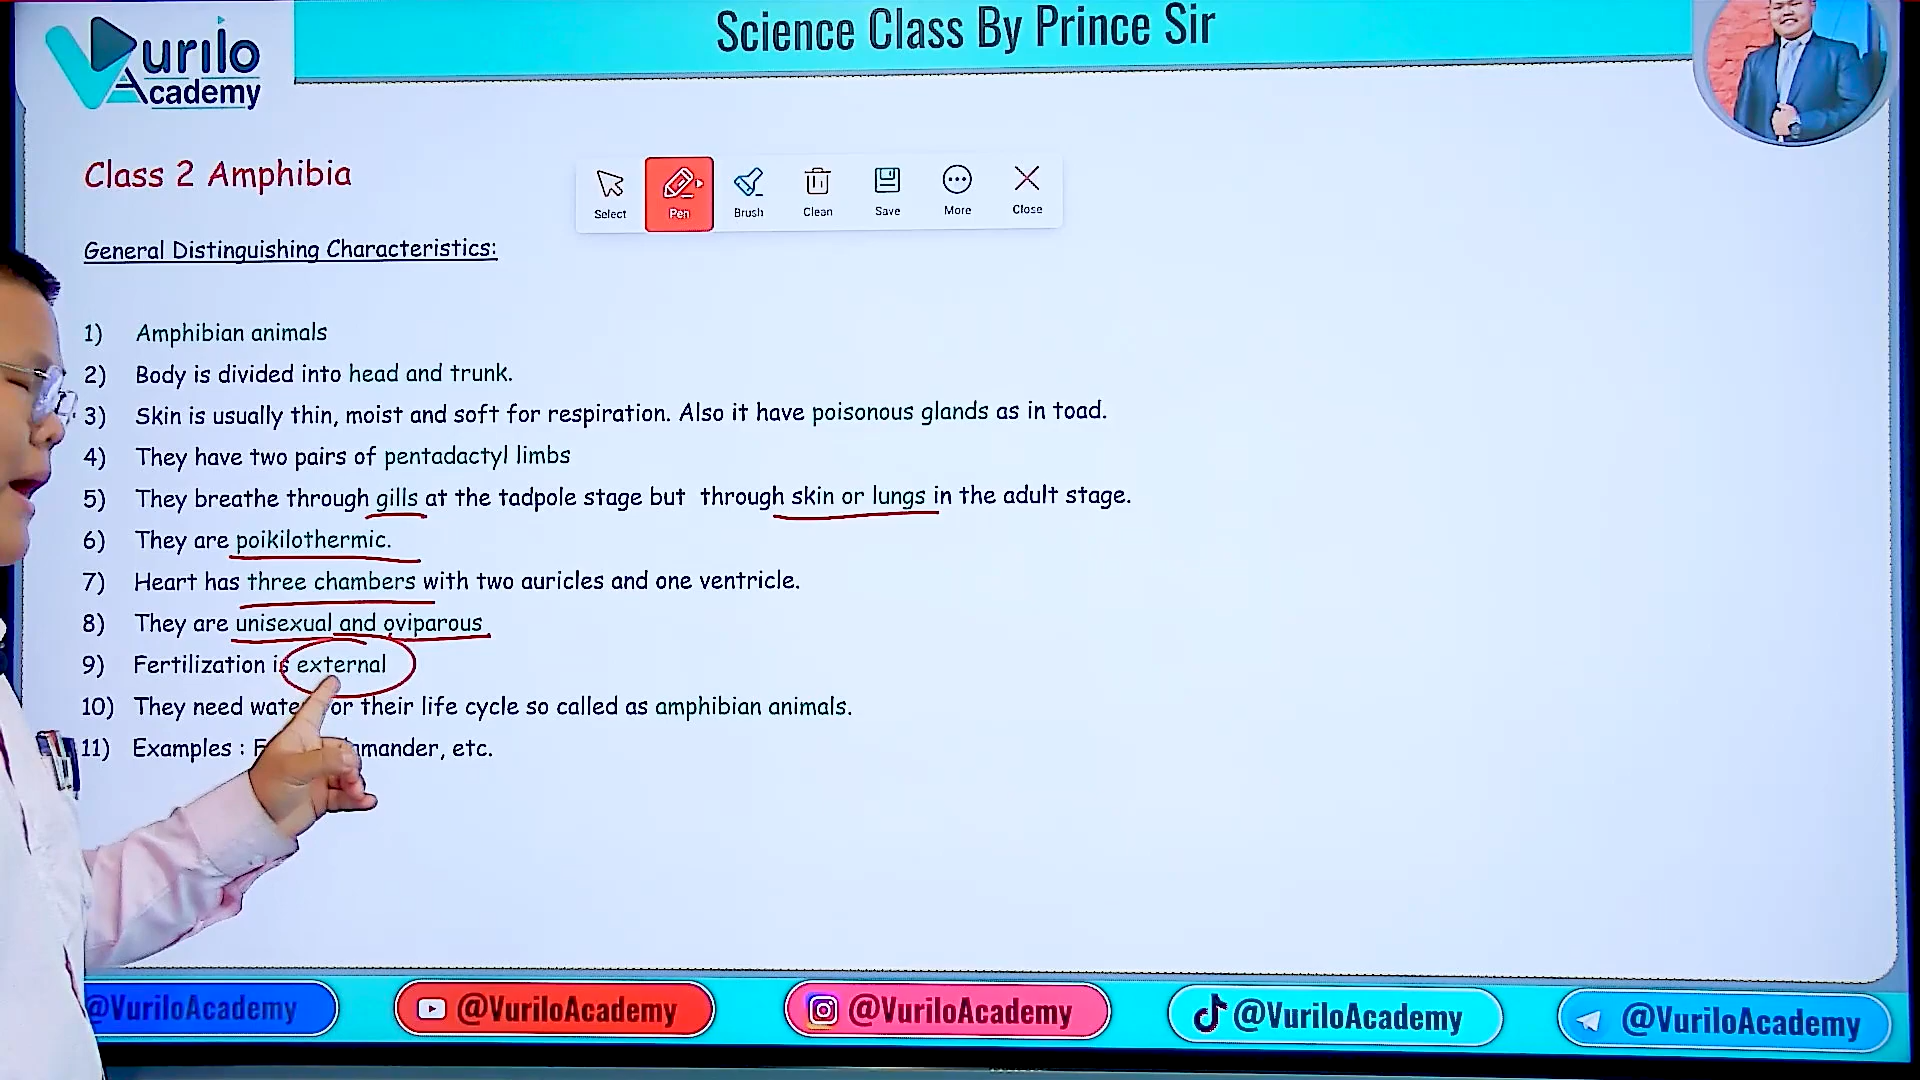 Vurilo
Academy
Science Class By Prince Sir
Class 2 Amphibia
Select
Pen
Brush
Clean
Save
More
Close
General Distinguishing Characteristics:
1) Amphibian animals
2) Body is divided into head and trunk.
3) Skin is usually thin, moist and soft for respiration. Also it have poisonous glands as in toad.
4) They have two pairs of pentadactyl limbs
5) They breathe through gills at the tadpole stage but through skin or lungs in the adult stage.
6) They are poikilothermic.
7) Heart has three chambers with two auricles and one ventricle.
8) They are unisexual and oviparous
9) Fertilization is external
10) They need water for their life cycle so called as amphibian animals.
11) Examples : etc.
@VuriloAcademy
@VuriloAcademy
@VuriloAcademy
@VuriloAcademy
@VuriloAcademy